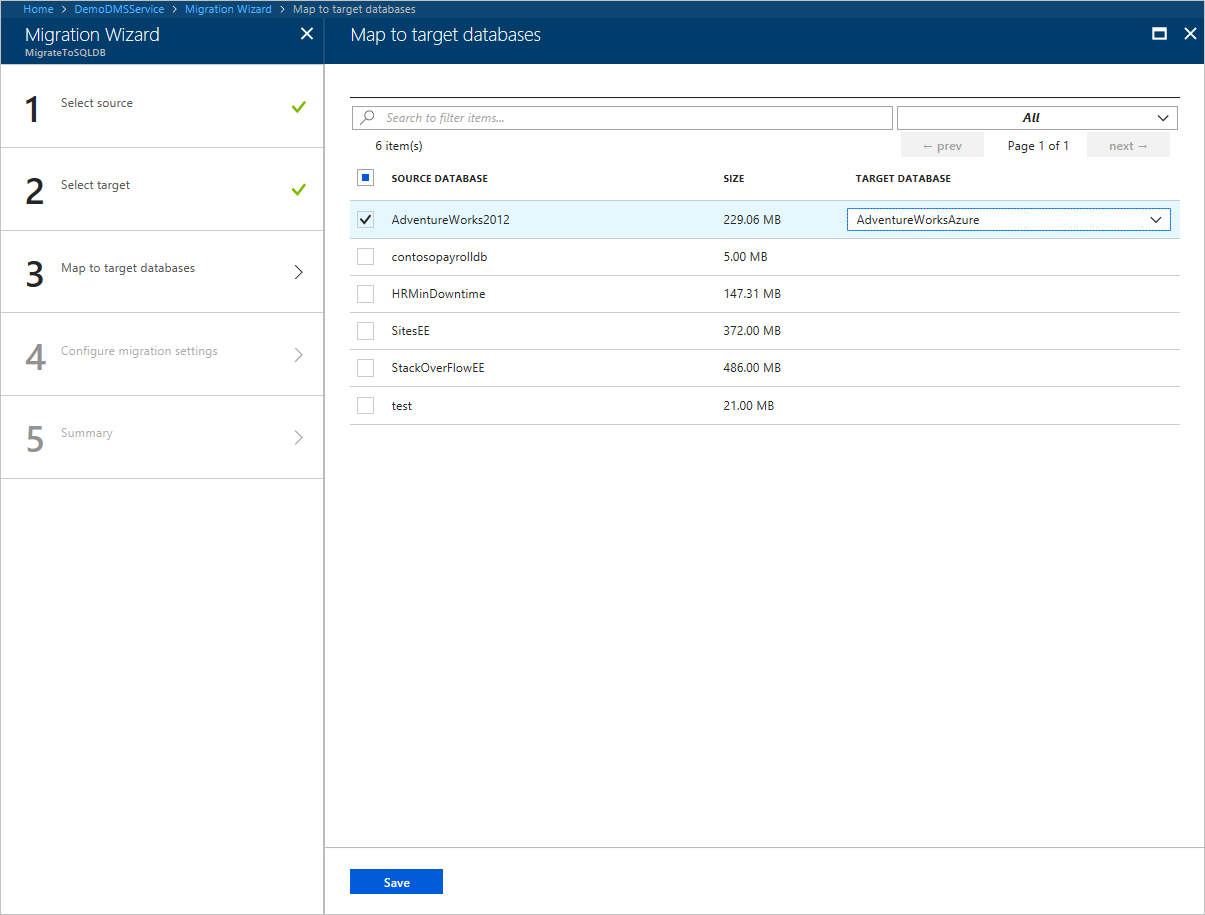 Home > DemoDMSService > Migration Wizard > Map to target databases
Migration Wizard
MigrateToSQLDB
Map to target databases
1 Select source
2 Select target
3 Map to target databases
4 Configure migration settings
5 Summary
Search to filter items...
All
6 item(s)
← prev
Page 1 of 1
next →
SOURCE DATABASE SIZE TARGET DATABASE
AdventureWorks2012 229.06 MB AdventureWorksAzure
contosopayrolldb 5.00 MB
HRMinDowntime 147.31 MB
SitesEE 372.00 MB
StackOverFlowEE 486.00 MB
test 21.00 MB
Save